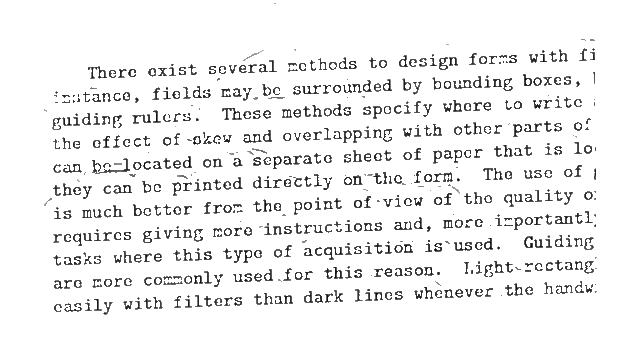 There exist several methods to design forms with fi
instance, fields may be surrounded by bounding boxes,
guiding rulers. These methods specify where to write
the effect of skew and overlapping with other parts of
can be located on a separate sheet of paper that is lo
they can be printed directly on the form. The use of
is much better from the point of view of the quality o
requires giving more instructions and, more importantly
tasks where this type of acquisition is used. Guiding
are more commonly used for this reason. Light rectang
easily with filters than dark lines whenever the handw